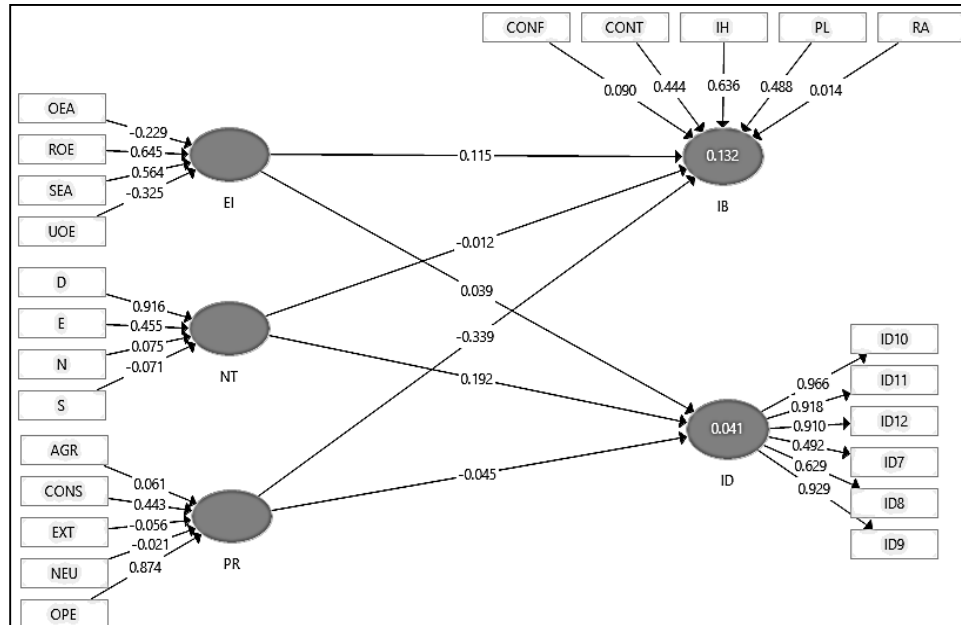 CONF
CONT
IH
PL
RA
0.090
0.444
0.636
0.488
0.014
OEA
ROE
SEA
UOE
-0.229
0.645
0.564
-0.325
EI
0.115
0.132
IB
-0.012
0.039
-0.339
D
E
N
S
0.916
0.455
0.075
-0.071
NT
0.192
AGR
CONS
EXT
NEU
OPE
0.061
0.443
-0.056
-0.021
0.874
PR
-0.045
0.041
ID
0.966
0.918
0.910
0.492
0.629
0.929
ID10
ID11
ID12
ID7
ID8
ID9